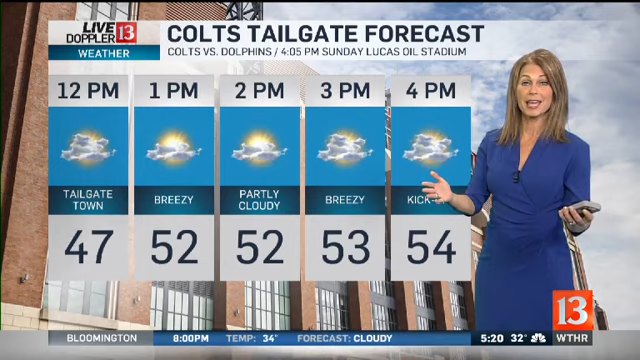 LIVE
DOPPLER 13
WEATHER
COLTS TAILGATE FORECAST
COLTS VS. DOLPHINS / 4:05 PM SUNDAY LUCAS OIL STADIUM
12 PM 1 PM 2 PM 3 PM 4 PM
TAILGATE TOWN BREEZY PARTLY CLOUDY BREEZY KICK-
47 52 52 53 54
13
BLOOMINGTON 8:00PM TEMP: 34° FORECAST: CLOUDY 5:20 32° WTHR